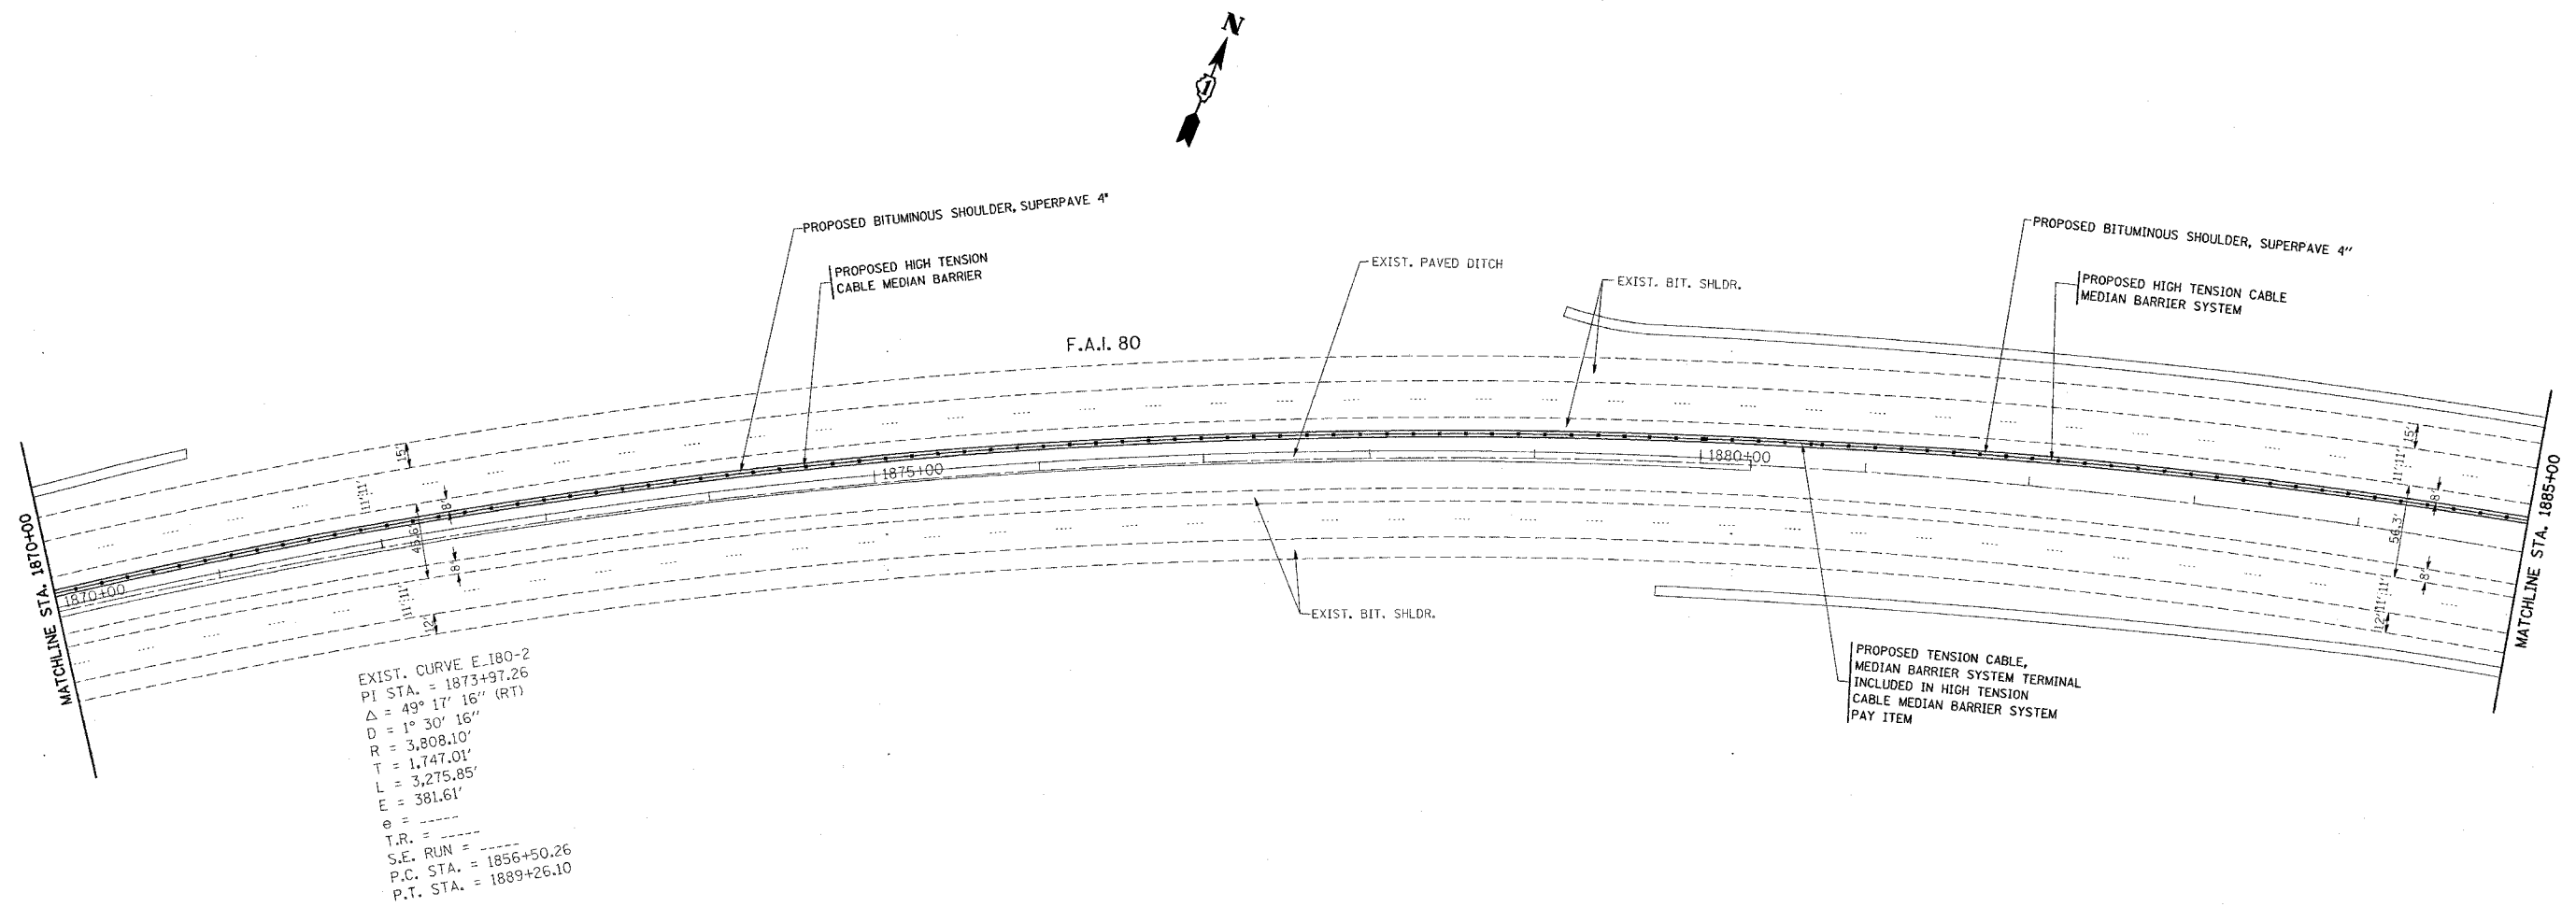 N
1
PROPOSED BITUMINOUS SHOULDER, SUPERPAVE 4"
PROPOSED HIGH TENSION
CABLE MEDIAN BARRIER
EXIST. PAVED DITCH
EXIST. BIT. SHLDR.
PROPOSED BITUMINOUS SHOULDER, SUPERPAVE 4"
PROPOSED HIGH TENSION CABLE
MEDIAN BARRIER SYSTEM
F.A.I. 80
MATCHLINE STA. 1870+00
1870+00
15'
11'
11'
8'
8'
11'
11'
12'
1875+00
1880+00
15'
11'
11'
8'
56.3'
8'
12'
11'
11'
MATCHLINE STA. 1885+00
EXIST. BIT. SHLDR.
PROPOSED TENSION CABLE,
MEDIAN BARRIER SYSTEM TERMINAL
INCLUDED IN HIGH TENSION
CABLE MEDIAN BARRIER SYSTEM
PAY ITEM
EXIST. CURVE E_I80-2
PI STA. = 1873+97.26
Δ = 49° 17' 16" (RT)
D = 1° 30' 16"
R = 3,808.10'
T = 1,747.01'
L = 3,275.85'
E = 381.61'
e = -----
T.R. = -----
S.E. RUN = -----
P.C. STA. = 1856+50.26
P.T. STA. = 1889+26.10